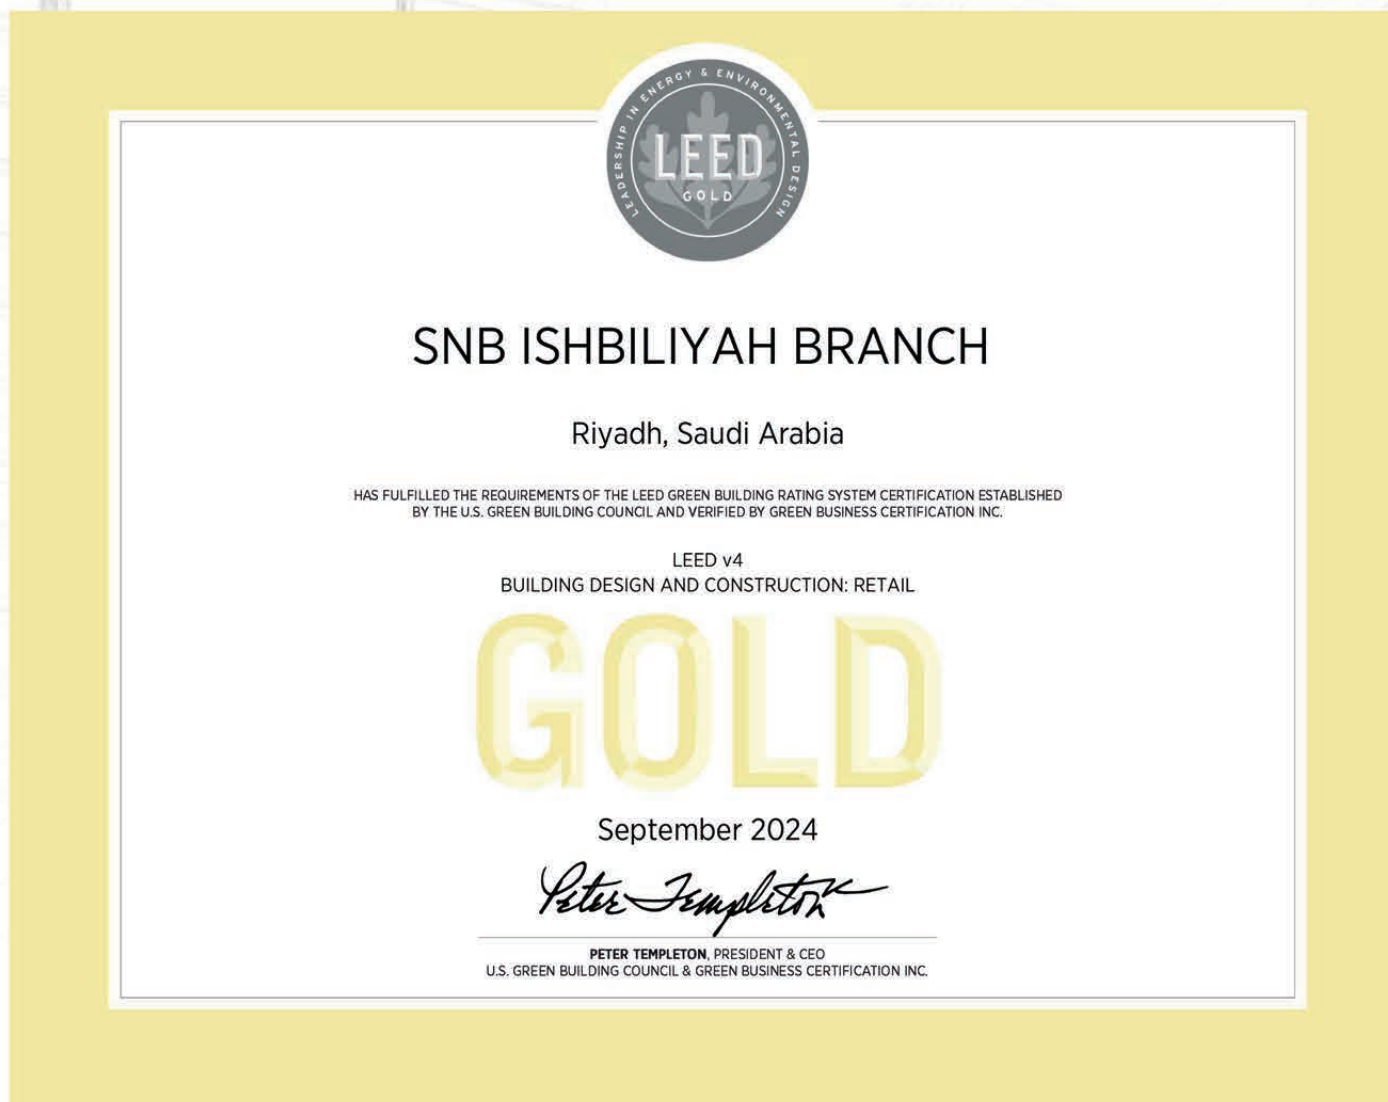 LEADERSHIP IN ENERGY & ENVIRONMENTAL DESIGN
LEED
GOLD
SNB ISHBILIYAH BRANCH
Riyadh, Saudi Arabia
HAS FULFILLED THE REQUIREMENTS OF THE LEED GREEN BUILDING RATING SYSTEM CERTIFICATION ESTABLISHED
BY THE U.S. GREEN BUILDING COUNCIL AND VERIFIED BY GREEN BUSINESS CERTIFICATION INC.
LEED v4
BUILDING DESIGN AND CONSTRUCTION: RETAIL
GOLD
September 2024
Peter Templeton
PETER TEMPLETON, PRESIDENT & CEO
U.S. GREEN BUILDING COUNCIL & GREEN BUSINESS CERTIFICATION INC.